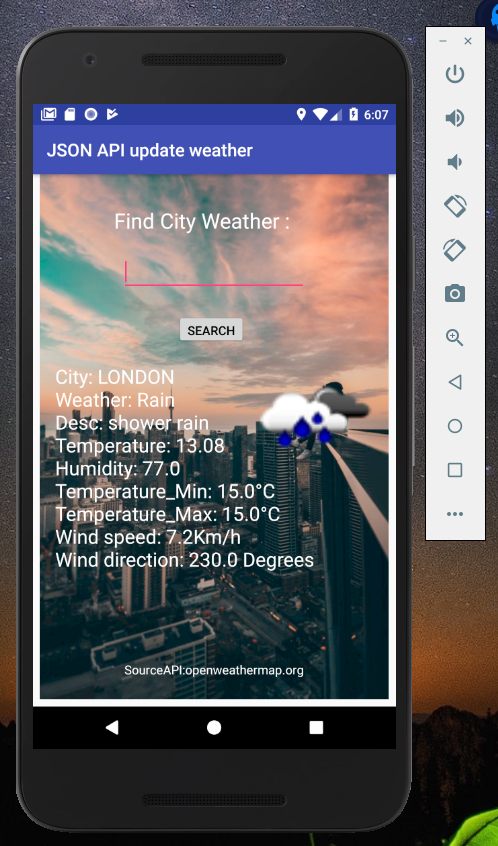 6:07
JSON API update weather
Find City Weather :
SEARCH
City: LONDON
Weather: Rain
Desc: shower rain
Temperature: 13.08
Humidity: 77.0
Temperature_Min: 15.0°C
Temperature_Max: 15.0°C
Wind speed: 7.2Km/h
Wind direction: 230.0 Degrees
SourceAPI:openweathermap.org